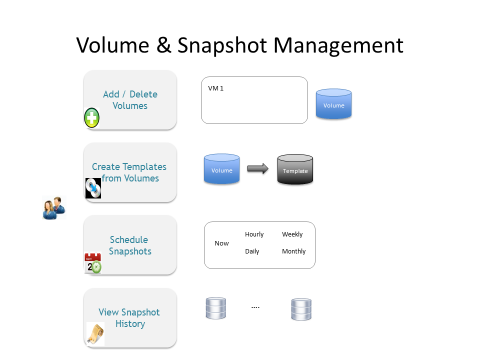 Volume & Snapshot Management
Add / Delete
Volumes
VM 1
Volume
Create Templates
from Volumes
Volume
Template
Schedule
Snapshots
2
Now
Hourly
Weekly
Daily
Monthly
View Snapshot
History
....